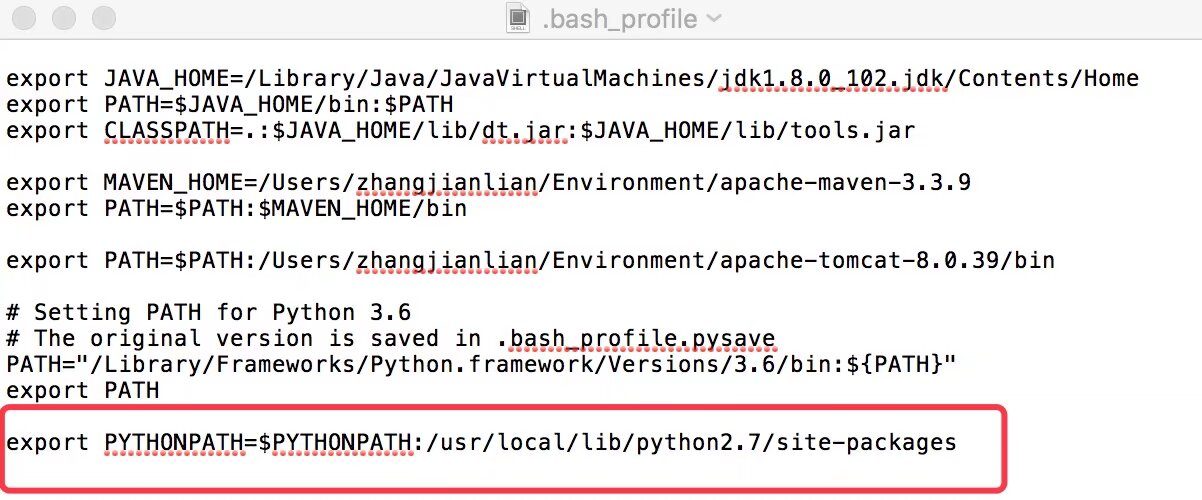 .bash_profile
export JAVA_HOME=/Library/Java/JavaVirtualMachines/jdk1.8.0_102.jdk/Contents/Home
export PATH=$JAVA_HOME/bin:$PATH
export CLASSPATH=.:$JAVA_HOME/lib/dt.jar:$JAVA_HOME/lib/tools.jar
export MAVEN_HOME=/Users/zhangjianlian/Environment/apache-maven-3.3.9
export PATH=$PATH:$MAVEN_HOME/bin
export PATH=$PATH:/Users/zhangjianlian/Environment/apache-tomcat-8.0.39/bin
# Setting PATH for Python 3.6
# The original version is saved in .bash_profile.pysave
PATH="/Library/Frameworks/Python.framework/Versions/3.6/bin:${PATH}"
export PATH
export PYTHONPATH=$PYTHONPATH:/usr/local/lib/python2.7/site-packages